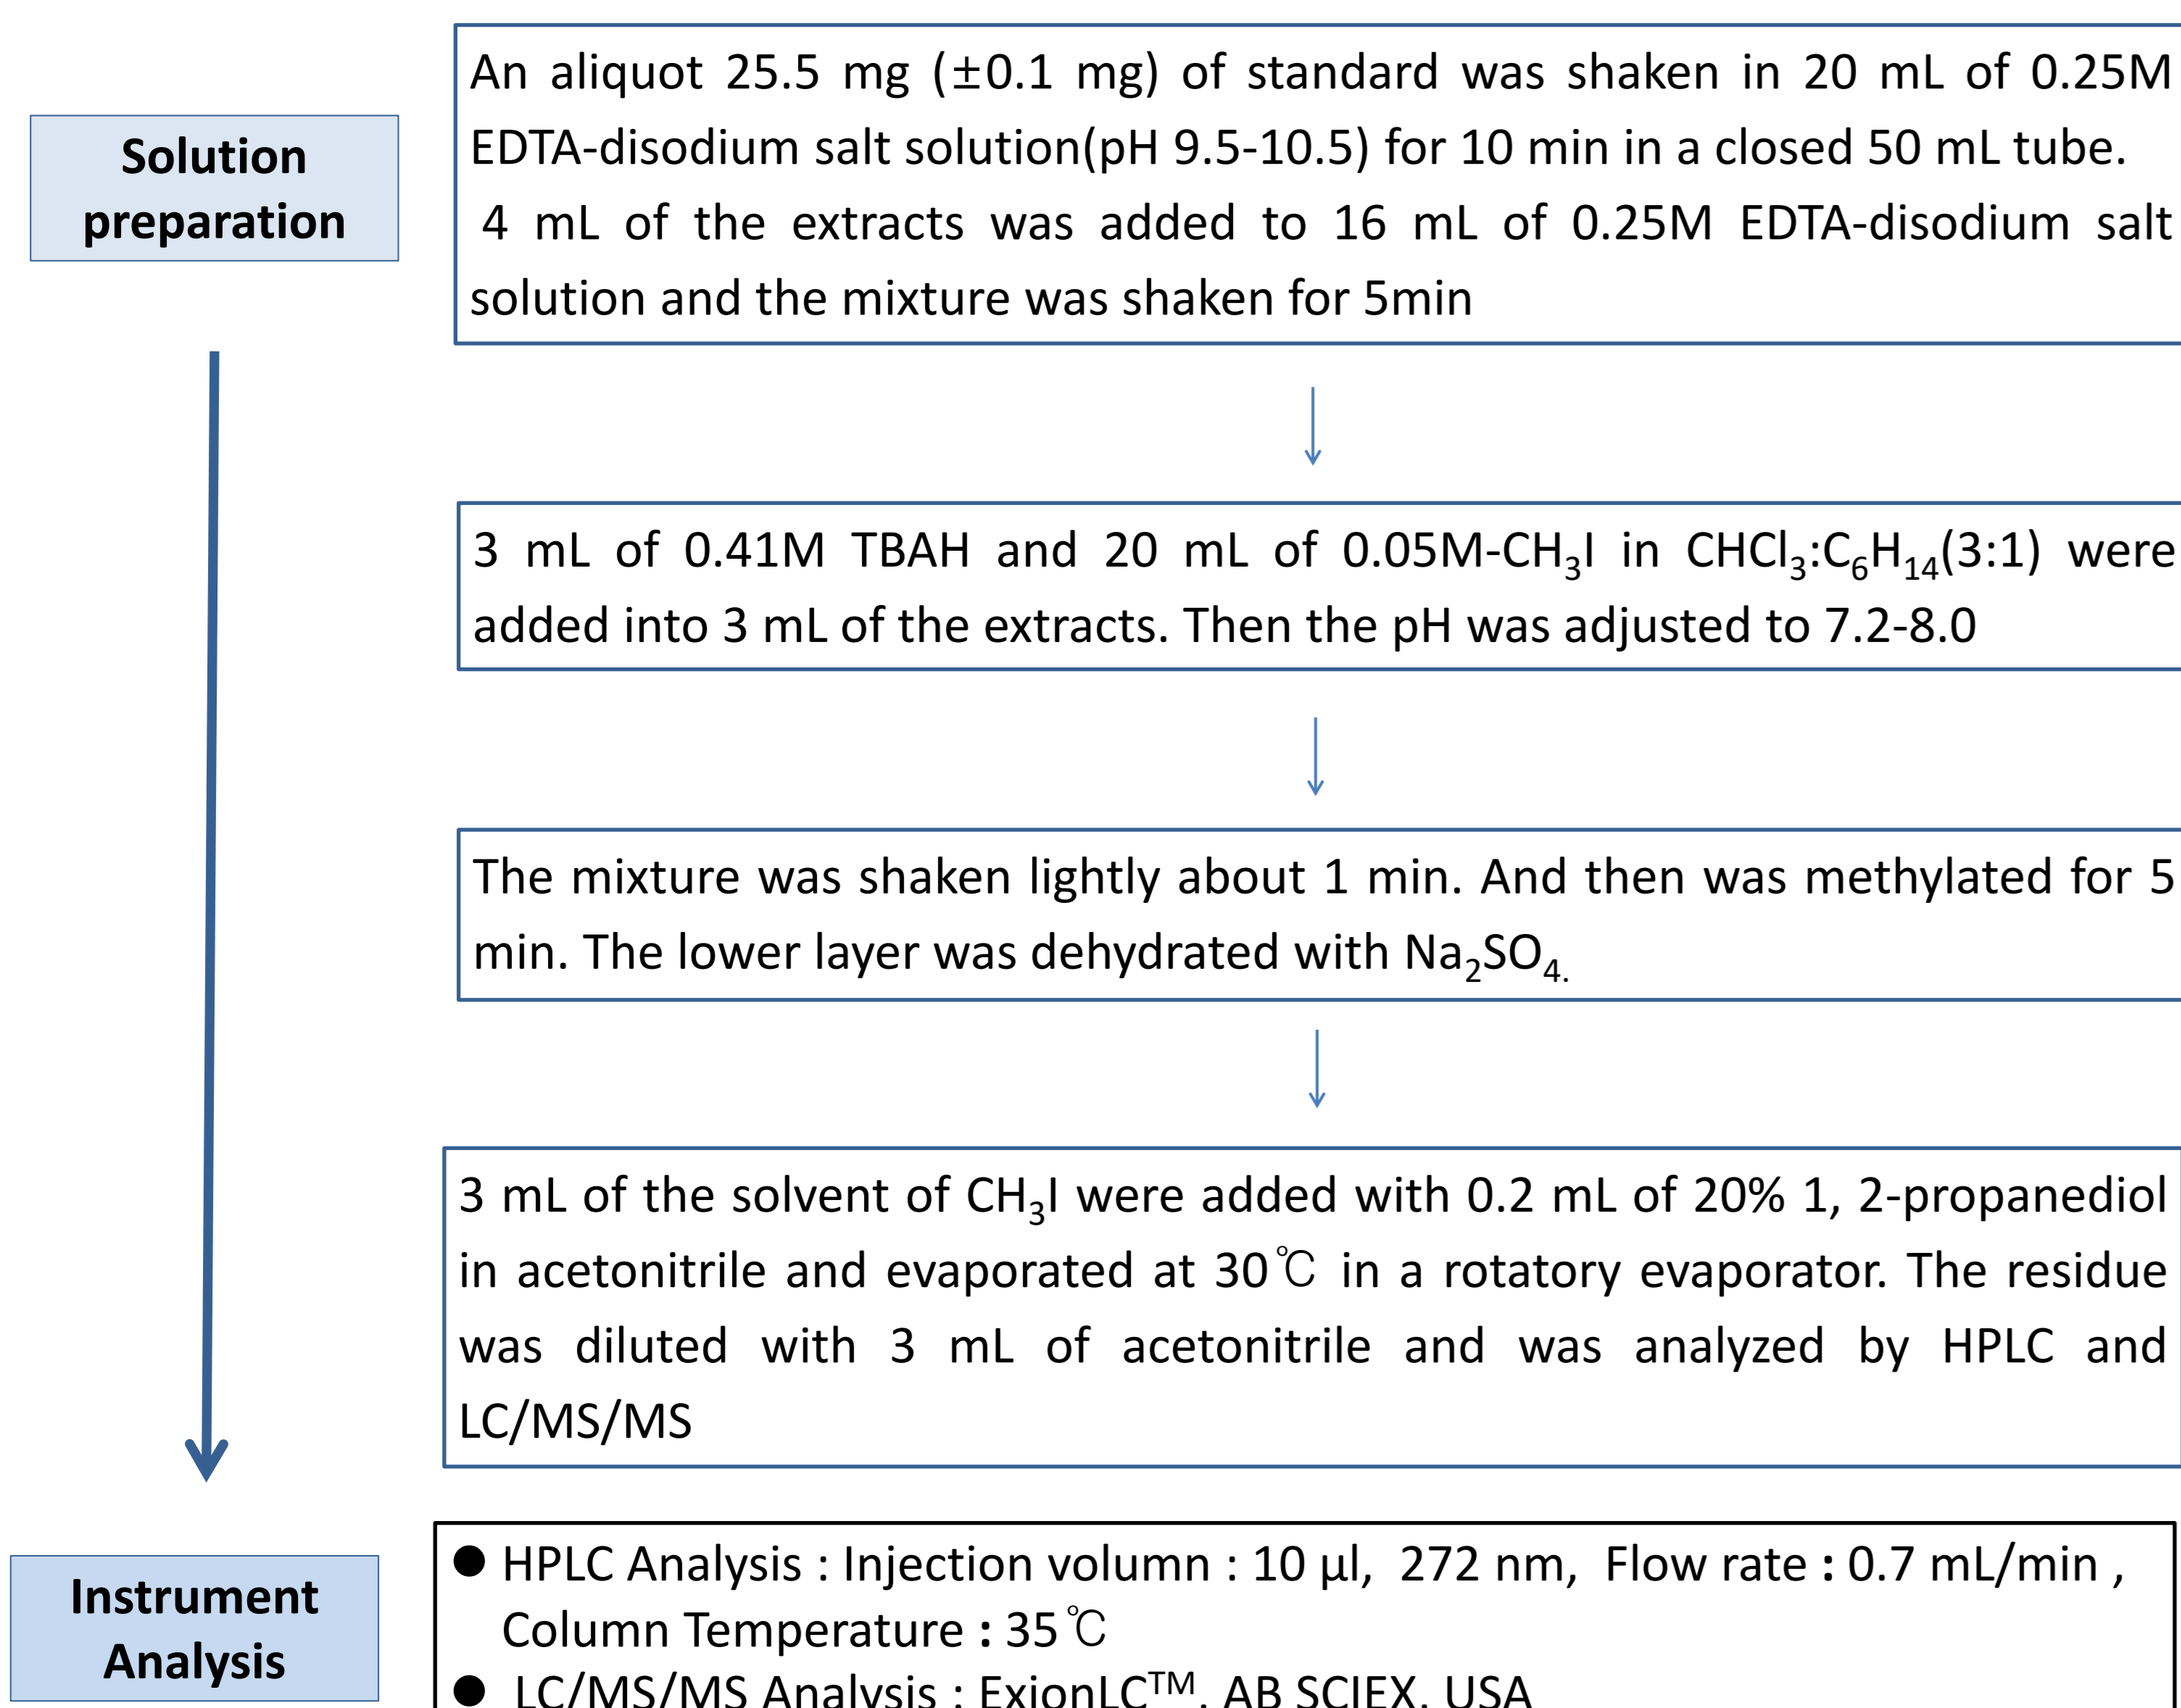 Solution
preparation
An aliquot 25.5 mg (±0.1 mg) of standard was shaken in 20 mL of 0.25M
EDTA-disodium salt solution(pH 9.5-10.5) for 10 min in a closed 50 mL tube.
4 mL of the extracts was added to 16 mL of 0.25M EDTA-disodium salt
solution and the mixture was shaken for 5min
3 mL of 0.41M TBAH and 20 mL of 0.05M-CH₃I in CHCl₃:C₆H₁₄(3:1) were
added into 3 mL of the extracts. Then the pH was adjusted to 7.2-8.0
The mixture was shaken lightly about 1 min. And then was methylated for 5
min. The lower layer was dehydrated with Na₂SO₄.
3 mL of the solvent of CH₃I were added with 0.2 mL of 20% 1, 2-propanediol
in acetonitrile and evaporated at 30℃ in a rotatory evaporator. The residue
was diluted with 3 mL of acetonitrile and was analyzed by HPLC and
LC/MS/MS
Instrument
Analysis
● HPLC Analysis : Injection volumn : 10 μl, 272 nm, Flow rate : 0.7 mL/min ,
Column Temperature : 35 ℃
● LC/MS/MS Analysis : ExionLC™, AB SCIEX, USA